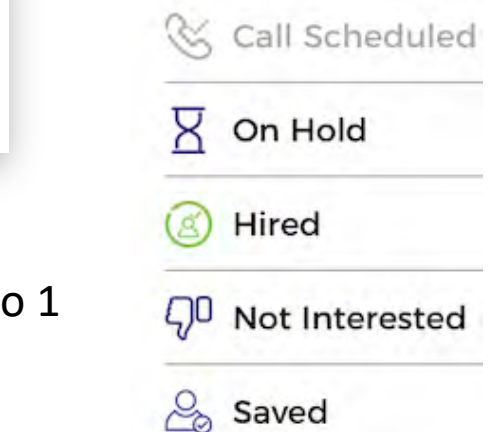 Call Scheduled
On Hold
Hired
o 1
Not Interested
Saved